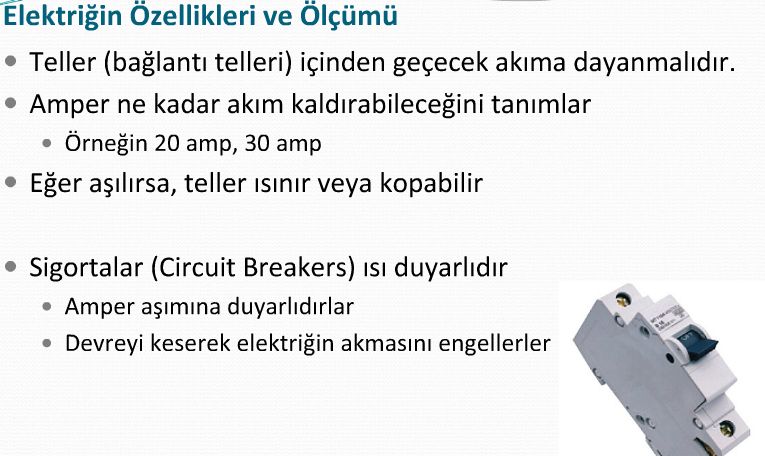 Elektriğin Özellikleri ve Ölçümü
Teller (bağlantı telleri) içinden geçecek akıma dayanmalıdır.
Amper ne kadar akım kaldırabileceğini tanımlar
Örneğin 20 amp, 30 amp
Eğer aşılırsa, teller ısınır veya kopabilir
Sigortalar (Circuit Breakers) ısı duyarlıdır
Amper aşımına duyarlıdırlar
Devreyi keserek elektriğin akmasını engellerler